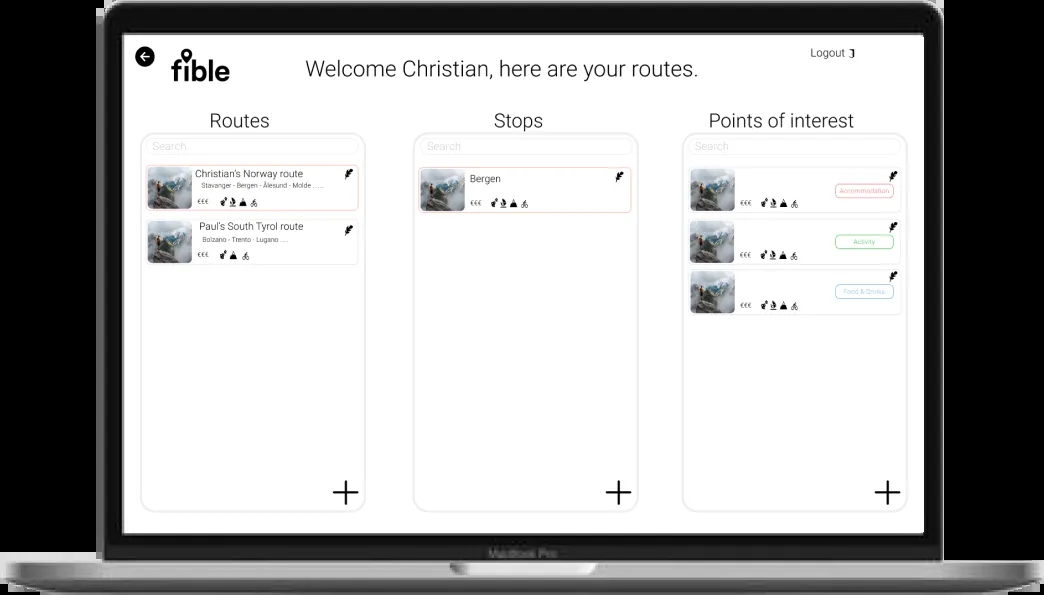 fible
Welcome Christian, here are your routes.
Logout
Routes
Search
Christian's Norway route
Stavanger - Bergen - Ålesund - Molde .....
€€€
Paul's South Tyrol route
Bolzano - Trento - Lugano ....
€€€
Stops
Search
Bergen
€€€
Points of interest
Search
Accommodation
€€€
Activity
€€€
Food & Drinks
€€€
MacBook Pro